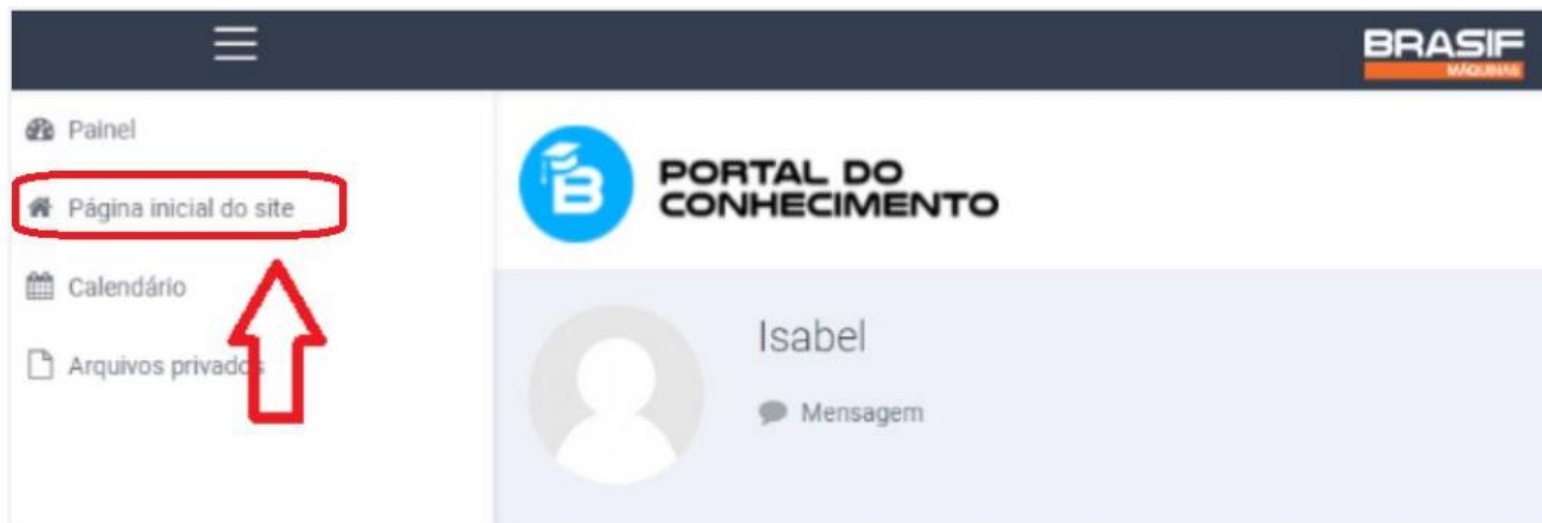 BRASIF
MÁQUINAS
Painel
Página inicial do site
Calendário
Arquivos privados
B
PORTAL DO
CONHECIMENTO
Isabel
Mensagem